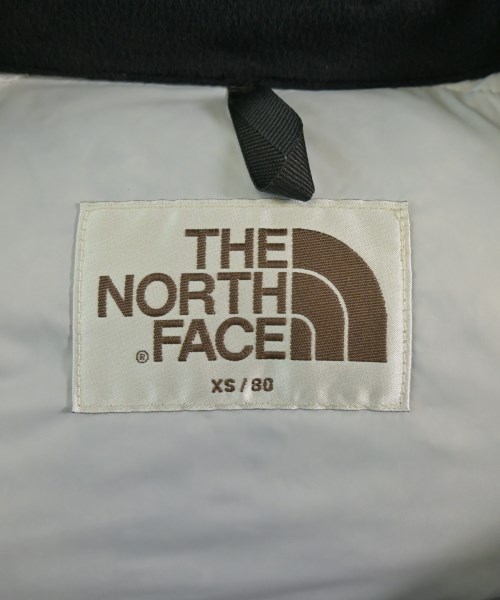 THE
NORTH
FACE
®
XS / 80